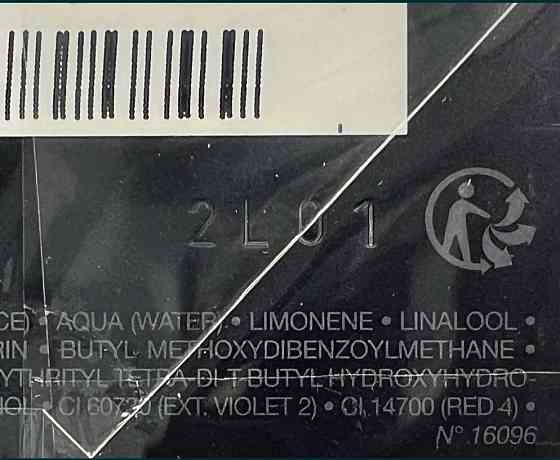 2L01
CE) • AQUA (WATER) • LIMONENE • LINALOOL •
RIN • BUTYL METHOXYDIBENZOYLMETHANE •
YTHRITYL TETRA-DI-T-BUTYL HYDROXYHYDRO-
NOL • CI 60730 (EXT. VIOLET 2) • CI 14700 (RED 4) •
N° 16096